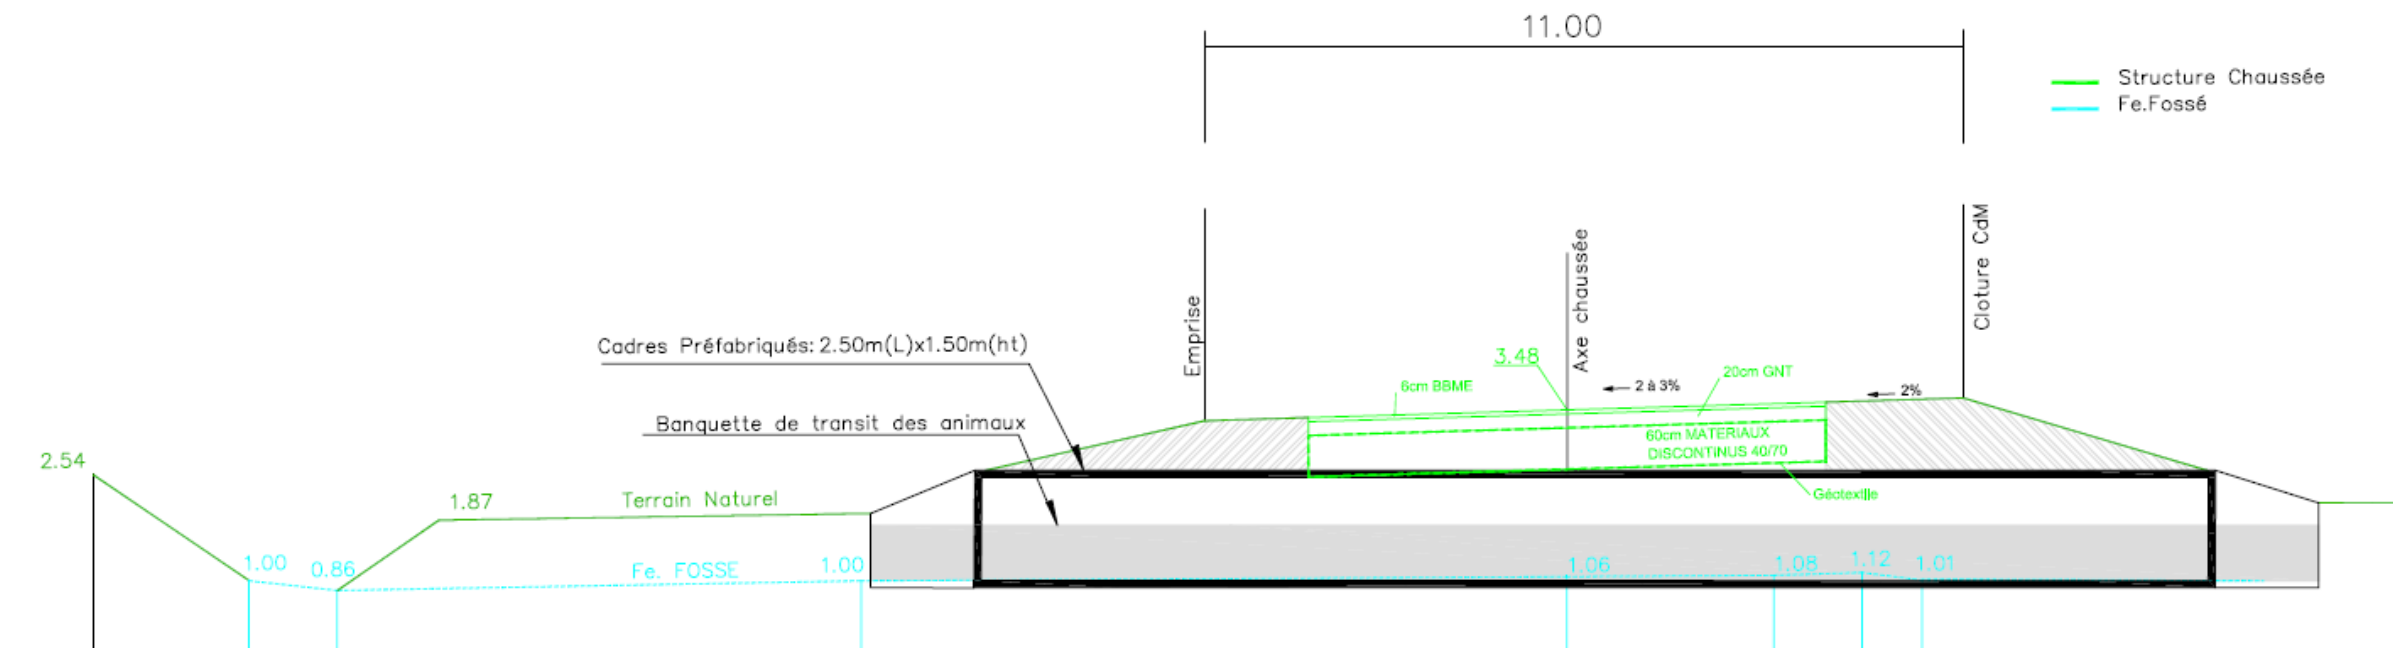 11.00
Structure Chaussée
Fe.Fossé
Emprise
Axe chaussée
Cloture CdM
Cadres Préfabriqués: 2.50m(L)x1.50m(ht)
3.48
6cm BBME
2 à 3%
20cm GNT
2%
Banquette de transit des animaux
60cm MATERIAUX
DISCONTINUS 40/70
Géotextile
2.54
1.87
Terrain Naturel
1.00
0.86
Fe. FOSSE
1.00
1.06
1.08
1.12
1.01